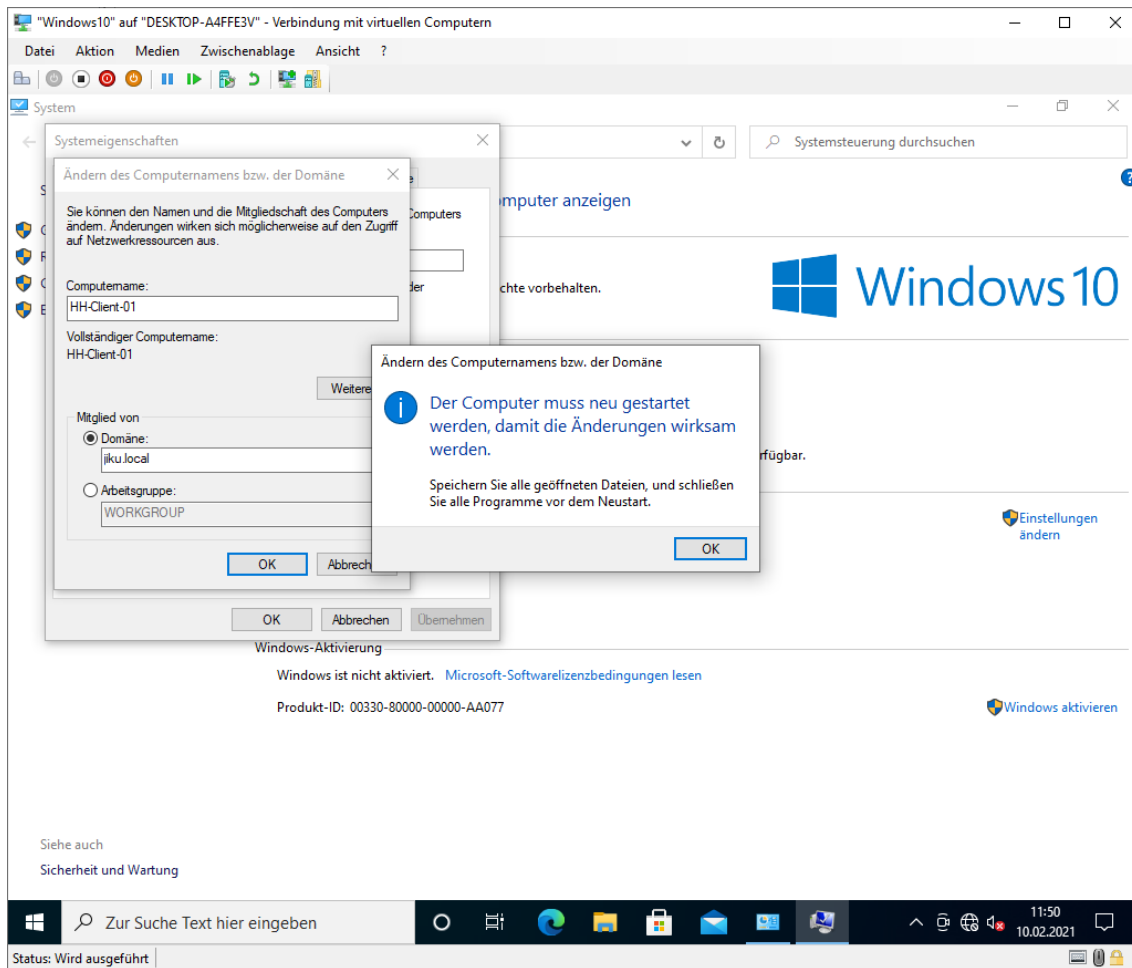 "Windows10" auf "DESKTOP-A4FFE3V" - Verbindung mit virtuellen Computern
Datei Aktion Medien Zwischenablage Ansicht ?
System
Systemeigenschaften
Systemsteuerung durchsuchen
Ändern des Computernamens bzw. der Domäne
Sie können den Namen und die Mitgliedschaft des Computers
ändern. Änderungen wirken sich möglicherweise auf den Zugriff
auf Netzwerkressourcen aus.
Computers
mputer anzeigen
Computername:
HH-Client-01
der
chte vorbehalten.
Windows 10
Vollständiger Computername:
HH-Client-01
Weitere
Mitglied von
Domäne:
jiku.local
Arbeitsgruppe:
WORKGROUP
OK Abbrech
Ändern des Computernamens bzw. der Domäne
Der Computer muss neu gestartet
werden, damit die Änderungen wirksam
werden.
Speichern Sie alle geöffneten Dateien, und schließen
Sie alle Programme vor dem Neustart.
OK
rfügbar.
Einstellungen
ändern
OK Abbrechen Übernehmen
Windows-Aktivierung
Windows ist nicht aktiviert. Microsoft-Softwarelizenzbedingungen lesen
Produkt-ID: 00330-80000-00000-AA077
Windows aktivieren
Siehe auch
Sicherheit und Wartung
Zur Suche Text hier eingeben
11:50
10.02.2021
Status: Wird ausgeführt